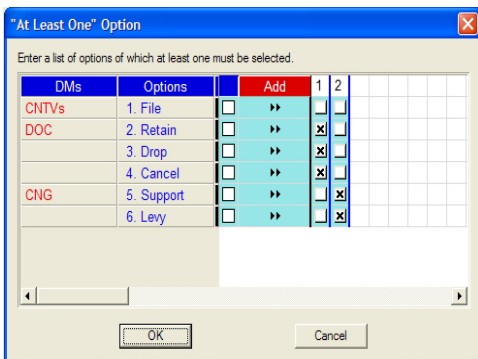 "At Least One" Option
Enter a list of options of which at least one must be selected.
DMs Options Add 1 2
CNTVs 1. File
DOC 2. Retain
3. Drop
4. Cancel
CNG 5. Support
6. Levy
OK Cancel